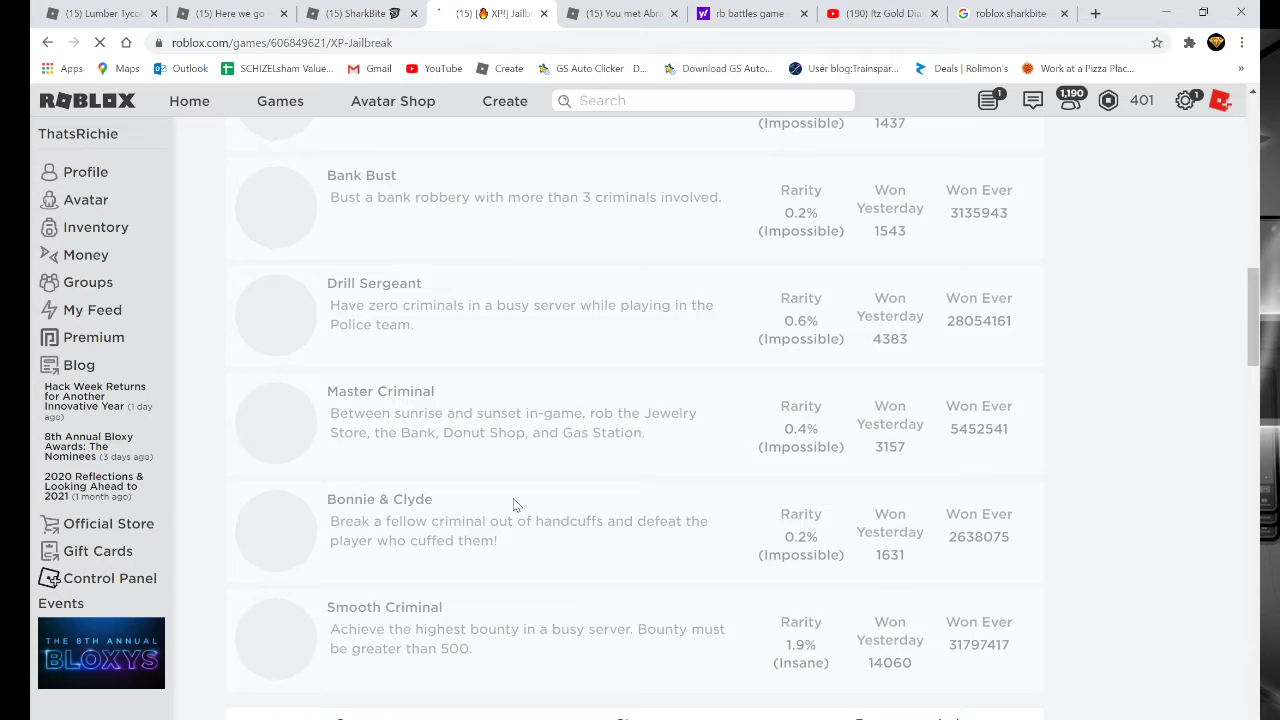 (15) Lumber Tyco
(15) Here we go
(15) SharkBite
(15) [🔥 XP!] Jailb
(15) You met Abra
rb battles game
(190) Itz Gold Dia
roblox sharkbite
roblox.com/games/606849621/XP-Jailbreak
Apps
Maps
Outlook
SCHIZELsham Value...
Gmail
YouTube
Create
GS Auto Clicker - D...
Download GS Auto...
User blog:Trainspar...
Deals | Rolimon's
Work at a Pizza Plac...
»
ROBLOX
Home
Games
Avatar Shop
Create
Search
1
1,190
401
1
ThatsRichie
Profile
Avatar
Inventory
Money
Groups
My Feed
Premium
Blog
Hack Week Returns
for Another
Innovative Year (1 day
ago)
8th Annual Bloxy
Awards: The
Nominees (3 days ago)
2020 Reflections &
Looking Ahead to
2021 (1 month ago)
Official Store
Gift Cards
Control Panel
Events
THE 8TH ANNUAL
BLOXYS
(Impossible)
1437
Bank Bust
Bust a bank robbery with more than 3 criminals involved.
Rarity
0.2%
(Impossible)
Won
Yesterday
1543
Won Ever
3135943
Drill Sergeant
Have zero criminals in a busy server while playing in the
Police team.
Rarity
0.6%
(Impossible)
Won
Yesterday
4383
Won Ever
28054161
Master Criminal
Between sunrise and sunset in-game, rob the Jewelry
Store, the Bank, Donut Shop, and Gas Station.
Rarity
0.4%
(Impossible)
Won
Yesterday
3157
Won Ever
5452541
Bonnie & Clyde
Break a fellow criminal out of handcuffs and defeat the
player who cuffed them!
Rarity
0.2%
(Impossible)
Won
Yesterday
1631
Won Ever
2638075
Smooth Criminal
Achieve the highest bounty in a busy server. Bounty must
be greater than 500.
Rarity
1.9%
(Insane)
Won
Yesterday
14060
Won Ever
31797417